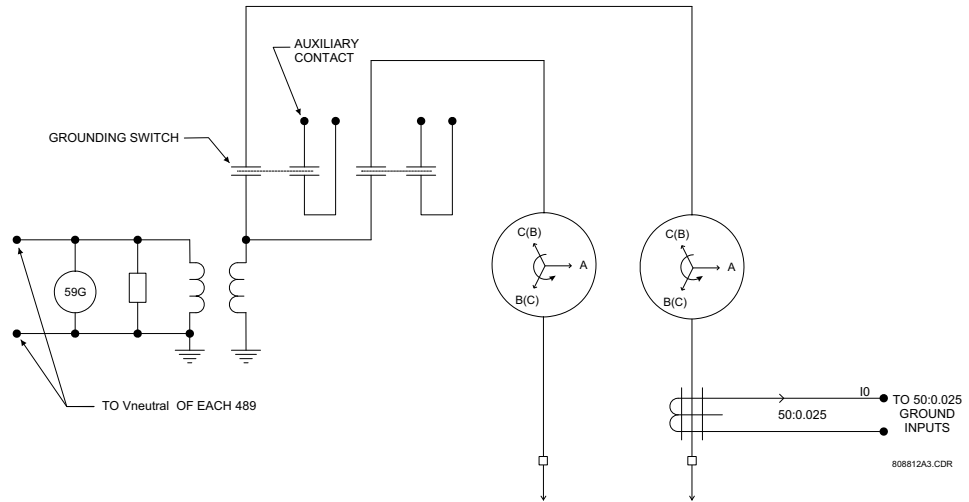 AUXILIARY
CONTACT
GROUNDING SWITCH
C(B)
A
B(C)
C(B)
A
B(C)
59G
TO Vneutral OF EACH 489
I0
50:0.025
TO 50:0.025
GROUND
INPUTS
808812A3.CDR